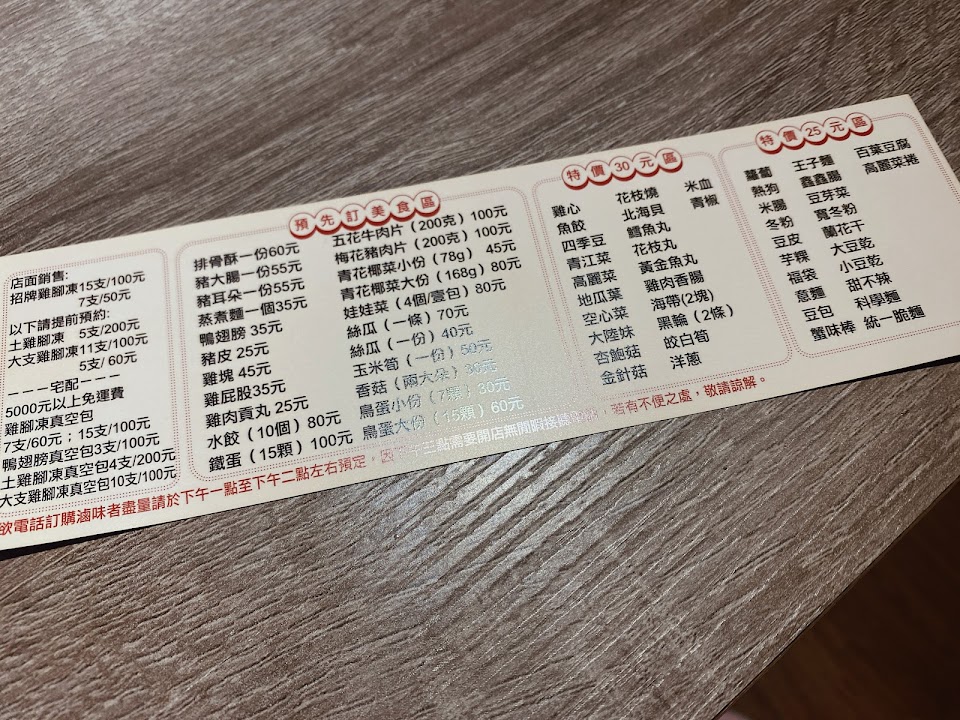 店面銷售:
招牌雞腳凍15支/100元
7支/50元
以下請提前預約:
土雞腳凍 5支/200元
大支雞腳凍11支/100元
5支/ 60元
－－－宅配－－－
5000元以上免運費
雞腳凍真空包
7支/60元；15支/100元
鴨翅膀真空包3支/100元
土雞腳凍真空包4支/200元
大支雞腳凍真空包10支/100元
預先訂美食區
排骨酥一份60元
豬大腸一份55元
豬耳朵一份55元
蒸煮麵一個35元
鴨翅膀 35元
豬皮 25元
雞塊 45元
雞屁股35元
雞肉貢丸 25元
水餃（10個）80元
鐵蛋（15顆）100元
五花牛肉片（200克）100元
梅花豬肉片（200克）100元
青花椰菜小份（78g） 45元
青花椰菜大份（168g）80元
娃娃菜（4個/壹包）80元
絲瓜（一條）70元
絲瓜（一份）40元
玉米筍（一份）50元
香菇（兩大朵）30元
鳥蛋小份（7顆）30元
鳥蛋大份（15顆）60元
特價30元區
雞心
魚餃
四季豆
青江菜
高麗菜
地瓜葉
空心菜
大陸妹
杏鮑菇
金針菇
花枝燒
北海貝
鱈魚丸
花枝丸
黃金魚丸
雞肉香腸
海帶(2塊)
黑輪（2條）
皎白筍
洋蔥
米血
青椒
特價25元區
蘿蔔
熱狗
米腸
冬粉
豆皮
芋粿
福袋
意麵
豆包
蟹味棒
王子麵
鑫鑫腸
豆芽菜
寬冬粉
蘭花干
大豆乾
小豆乾
甜不辣
科學麵
統一脆麵
百葉豆腐
高麗菜捲
欲電話訂購滷味者盡量請於下午一點至下午二點左右預定，因下午三點需要開店無閒暇接聽電話，若有不便之處，敬請諒解。